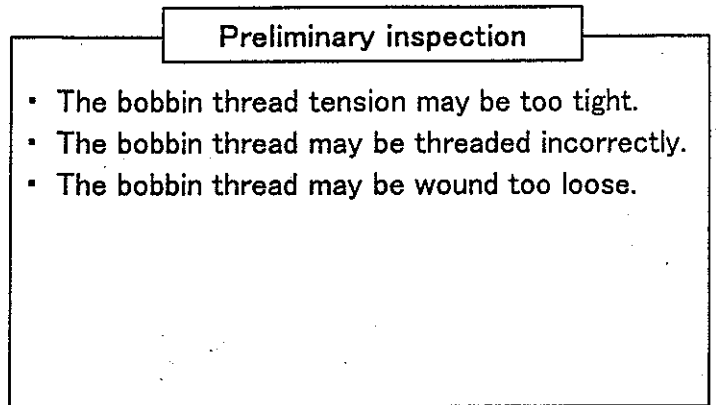 Preliminary inspection
▪ The bobbin thread tension may be too tight.
▪ The bobbin thread may be threaded incorrectly.
▪ The bobbin thread may be wound too loose.